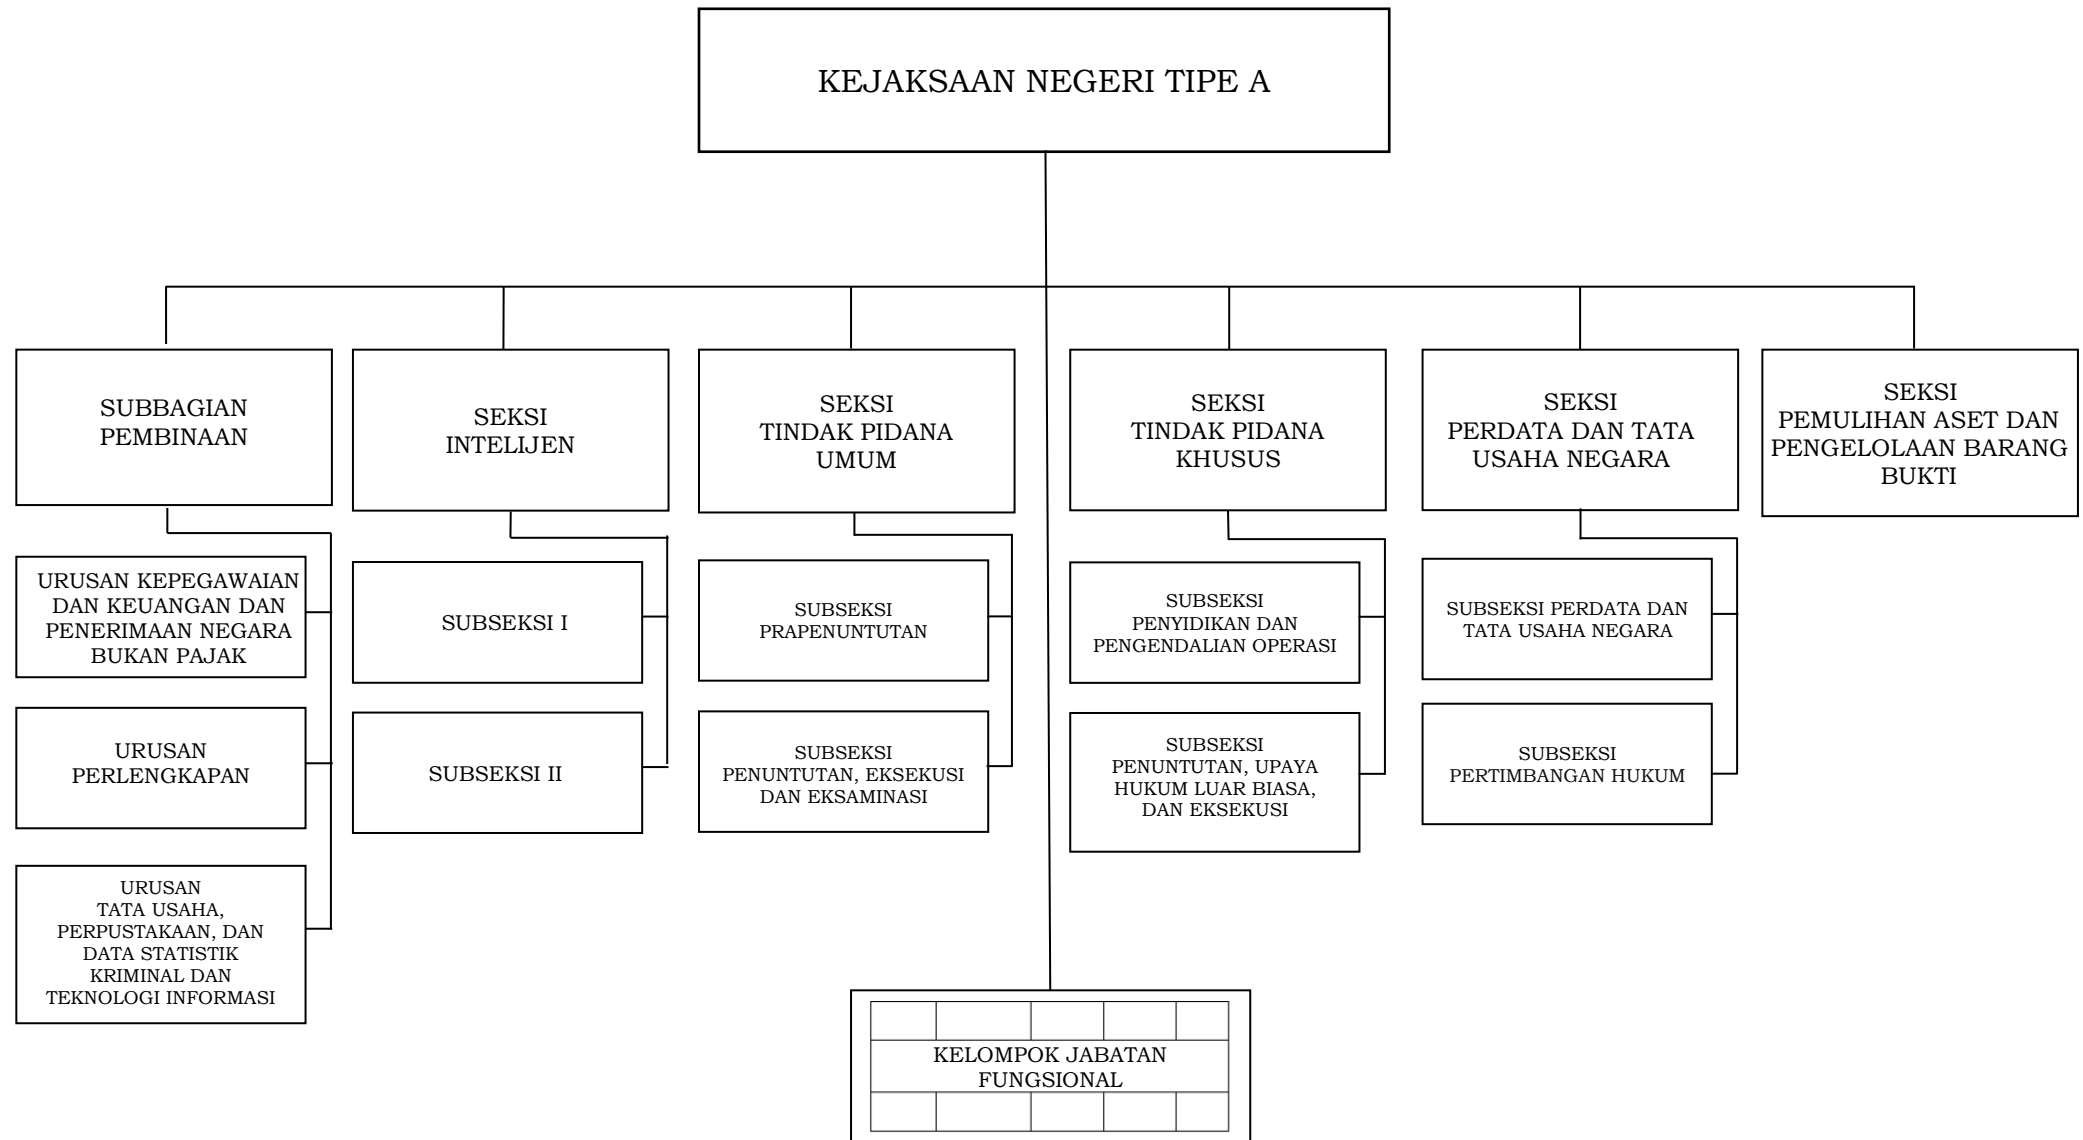 KEJAKSAAN NEGERI TIPE A
SUBBAGIAN
PEMBINAAN
SEKSI
INTELIJEN
SEKSI
TINDAK PIDANA
UMUM
SEKSI
TINDAK PIDANA
KHUSUS
SEKSI
PERDATA DAN TATA
USAHA NEGARA
SEKSI
PEMULIHAN ASET DAN
PENGELOLAAN BARANG
BUKTI
URUSAN KEPEGAWAIAN
DAN KEUANGAN DAN
PENERIMAAN NEGARA
BUKAN PAJAK
SUBSEKSI I
SUBSEKSI
PRAPENUNTUTAN
SUBSEKSI
PENYIDIKAN DAN
PENGENDALIAN OPERASI
SUBSEKSI PERDATA DAN
TATA USAHA NEGARA
URUSAN
PERLENGKAPAN
SUBSEKSI II
SUBSEKSI
PENUNTUTAN, EKSEKUSI
DAN EKSAMINASI
SUBSEKSI
PENUNTUTAN, UPAYA
HUKUM LUAR BIASA,
DAN EKSEKUSI
SUBSEKSI
PERTIMBANGAN HUKUM
URUSAN
TATA USAHA,
PERPUSTAKAAN, DAN
DATA STATISTIK
KRIMINAL DAN
TEKNOLOGI INFORMASI
KELOMPOK JABATAN
FUNGSIONAL